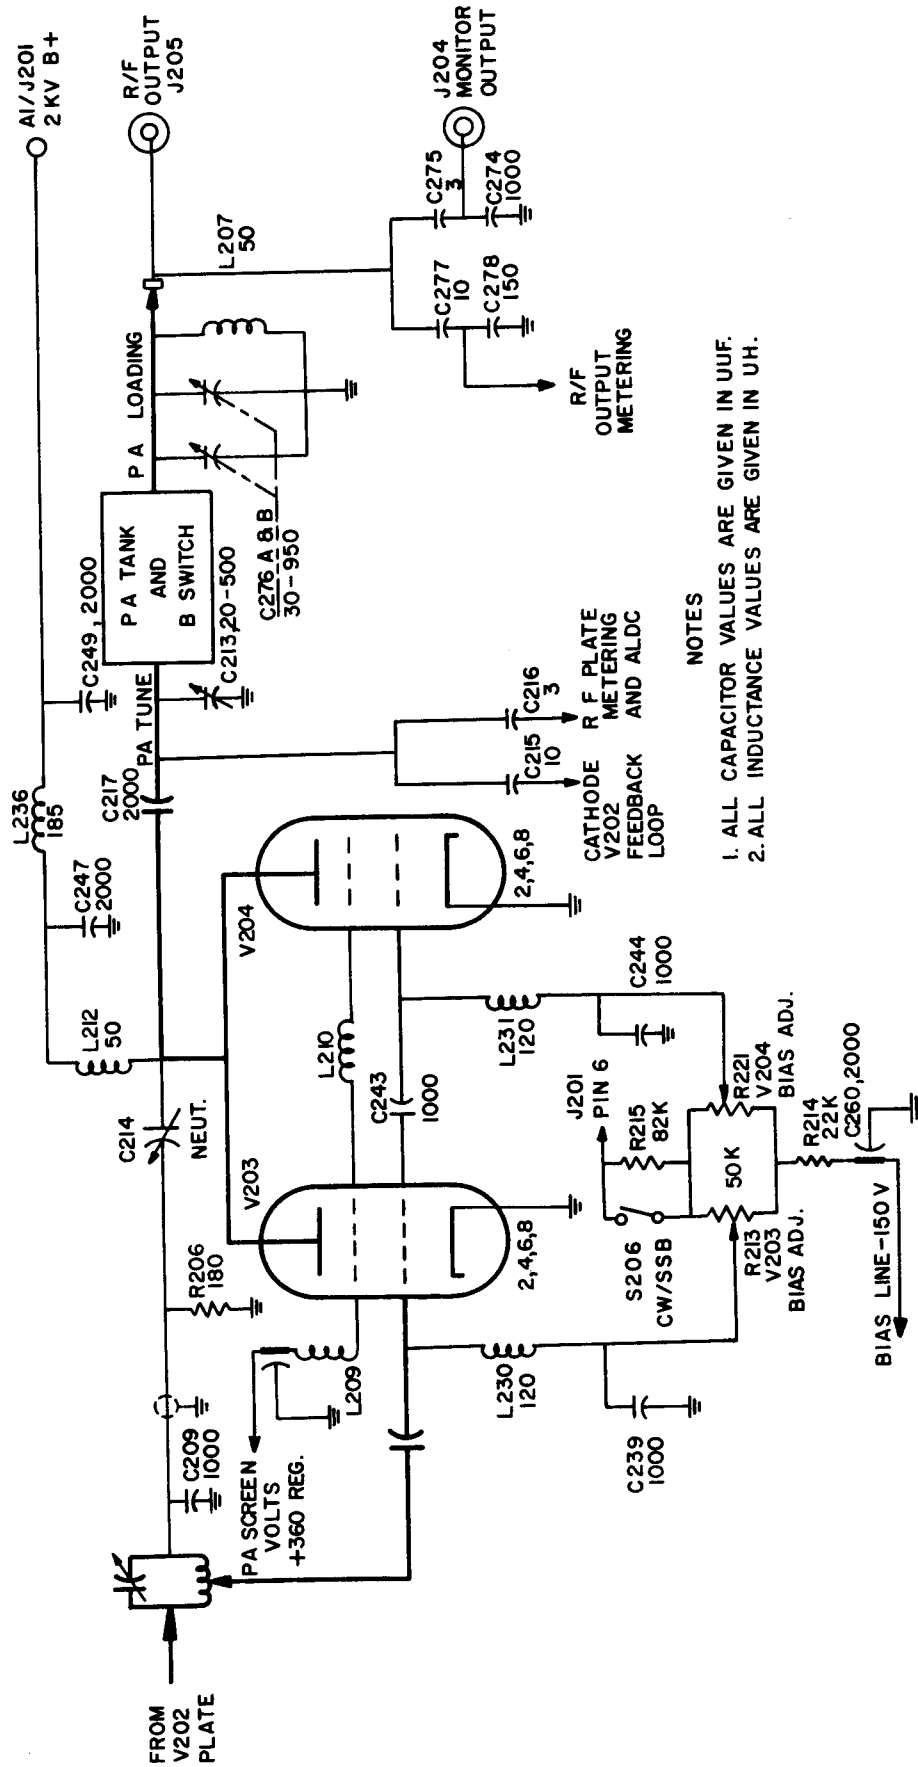 FROM
V202
PLATE
C209
1000
R206
180
C214
NEUT.
L212
50
C247
2000
L236
185
C249, 2000
A1/J201
2 KV B+
C217
2000
PA TUNE
C213, 20-500
PA TANK
AND
B SWITCH
PA LOADING
C276 A & B
30-950
L207
50
R/F
OUTPUT
J205
PA SCREEN
VOLTS
+360 REG.
L209
V203
2,4,6,8
L210
C243
1000
V204
2,4,6,8
C215
10
C216
3
CATHODE
V202
FEEDBACK
LOOP
R F PLATE
METERING
AND ALDC
C277
10
C278
150
C275
3
C274
1000
J204
MONITOR
OUTPUT
R/F
OUTPUT
METERING
L230
120
C239
1000
L231
120
C244
1000
J201
PIN 6
R215
82K
S206
CW/SSB
50K
R213
V203
BIAS ADJ.
R221
V204
BIAS ADJ.
R214
22K
C260,2000
BIAS LINE-150V
NOTES
1. ALL CAPACITOR VALUES ARE GIVEN IN UUF.
2. ALL INDUCTANCE VALUES ARE GIVEN IN UH.